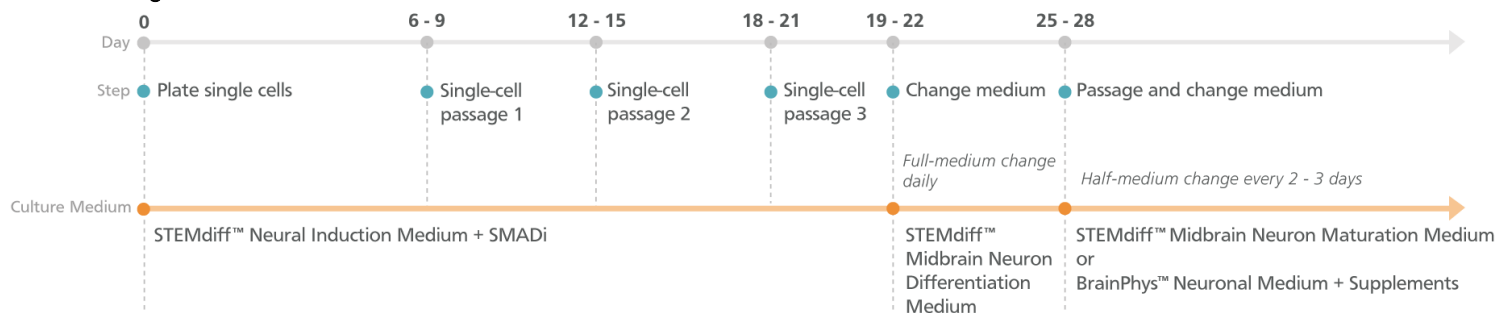 0 6 - 9 12 - 15 18 - 21 19 - 22 25 - 28
Day
Step
Plate single cells
Single-cell
passage 1
Single-cell
passage 2
Single-cell
passage 3
Change medium
Passage and change medium
Full-medium change
daily
Half-medium change every 2 - 3 days
Culture Medium
STEMdiff™ Neural Induction Medium + SMADi
STEMdiff™
Midbrain Neuron
Differentiation
Medium
STEMdiff™ Midbrain Neuron Maturation Medium
or
BrainPhys™ Neuronal Medium + Supplements